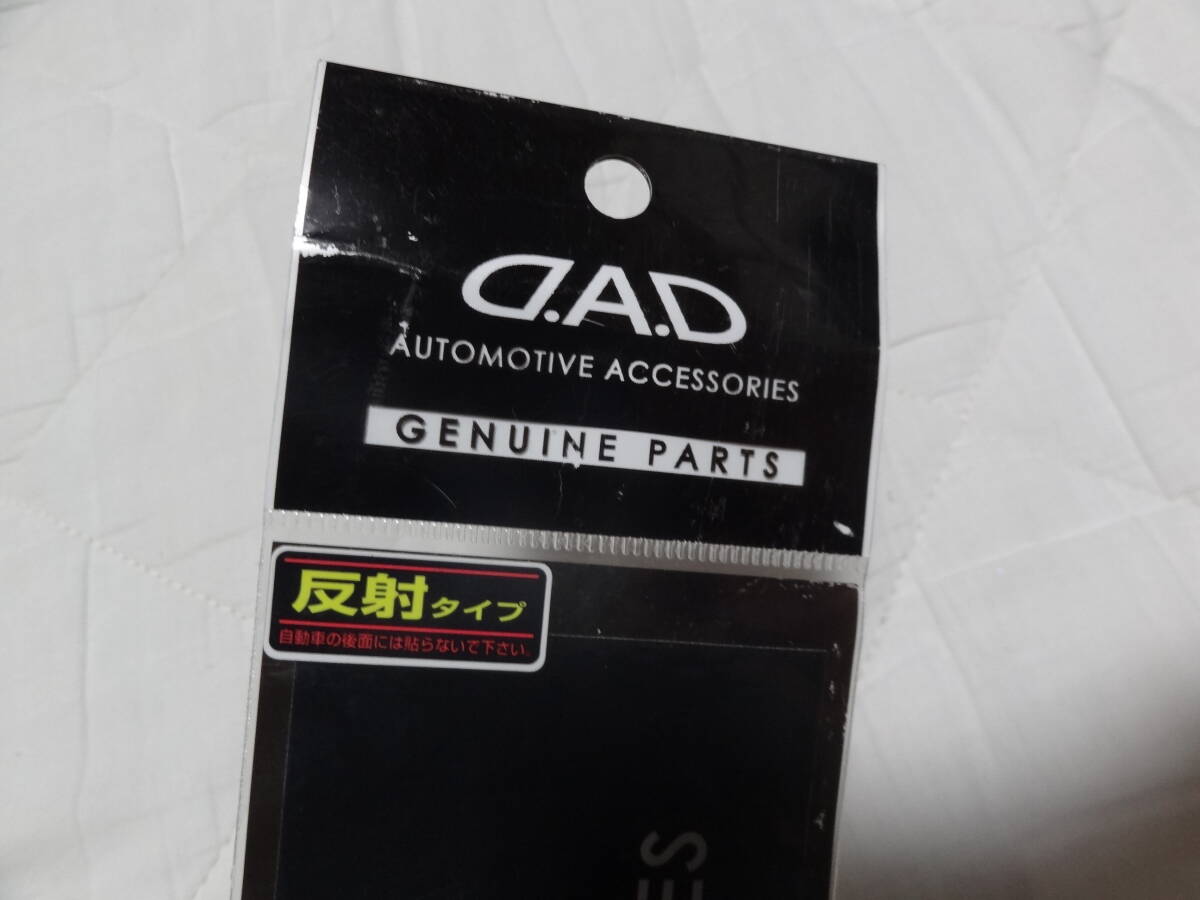 D.A.D
AUTOMOTIVE ACCESSORIES
GENUINE PARTS
反射タイプ
自動車の後面には貼らないで下さい。
ES